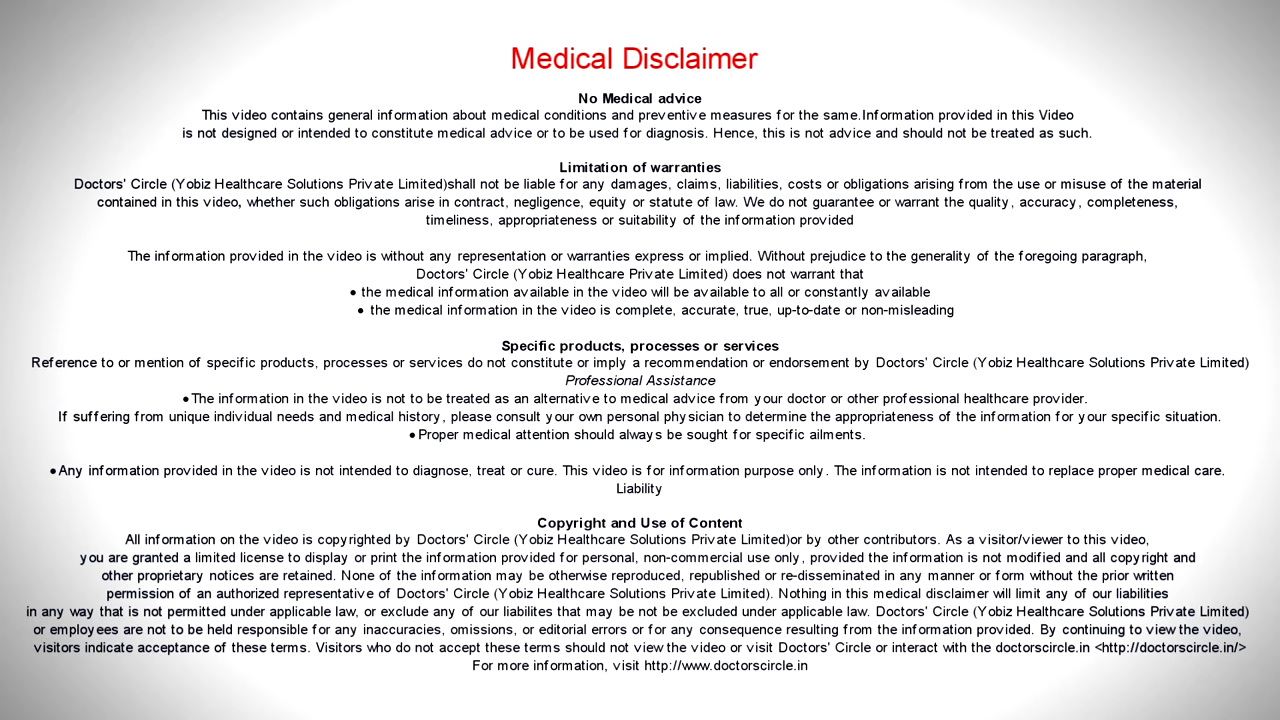 Medical Disclaimer
No Medical advice
This video contains general information about medical conditions and preventive measures for the same.Information provided in this Video
is not designed or intended to constitute medical advice or to be used for diagnosis. Hence, this is not advice and should not be treated as such.
Limitation of warranties
Doctors' Circle (Yobiz Healthcare Solutions Private Limited)shall not be liable for any damages, claims, liabilities, costs or obligations arising from the use or misuse of the material
contained in this video, whether such obligations arise in contract, negligence, equity or statute of law. We do not guarantee or warrant the quality, accuracy, completeness,
timeliness, appropriateness or suitability of the information provided
The information provided in the video is without any representation or warranties express or implied. Without prejudice to the generality of the foregoing paragraph,
Doctors' Circle (Yobiz Healthcare Private Limited) does not warrant that
• the medical information available in the video will be available to all or constantly available
• the medical information in the video is complete, accurate, true, up-to-date or non-misleading
Specific products, processes or services
Reference to or mention of specific products, processes or services do not constitute or imply a recommendation or endorsement by Doctors' Circle (Yobiz Healthcare Solutions Private Limited)
Professional Assistance
•The information in the video is not to be treated as an alternative to medical advice from your doctor or other professional healthcare provider.
If suffering from unique individual needs and medical history, please consult your own personal physician to determine the appropriateness of the information for your specific situation.
•Proper medical attention should always be sought for specific ailments.
•Any information provided in the video is not intended to diagnose, treat or cure. This video is for information purpose only. The information is not intended to replace proper medical care.
Liability
Copyright and Use of Content
All information on the video is copyrighted by Doctors' Circle (Yobiz Healthcare Solutions Private Limited)or by other contributors. As a visitor/viewer to this video,
you are granted a limited license to display or print the information provided for personal, non-commercial use only, provided the information is not modified and all copyright and
other proprietary notices are retained. None of the information may be otherwise reproduced, republished or re-disseminated in any manner or form without the prior written
permission of an authorized representative of Doctors' Circle (Yobiz Healthcare Solutions Private Limited). Nothing in this medical disclaimer will limit any of our liabilities
in any way that is not permitted under applicable law, or exclude any of our liabilites that may be not be excluded under applicable law. Doctors' Circle (Yobiz Healthcare Solutions Private Limited)
or employees are not to be held responsible for any inaccuracies, omissions, or editorial errors or for any consequence resulting from the information provided. By continuing to view the video,
visitors indicate acceptance of these terms. Visitors who do not accept these terms should not view the video or visit Doctors' Circle or interact with the doctorscircle.in <http://doctorscircle.in/>
For more information, visit http://www.doctorscircle.in